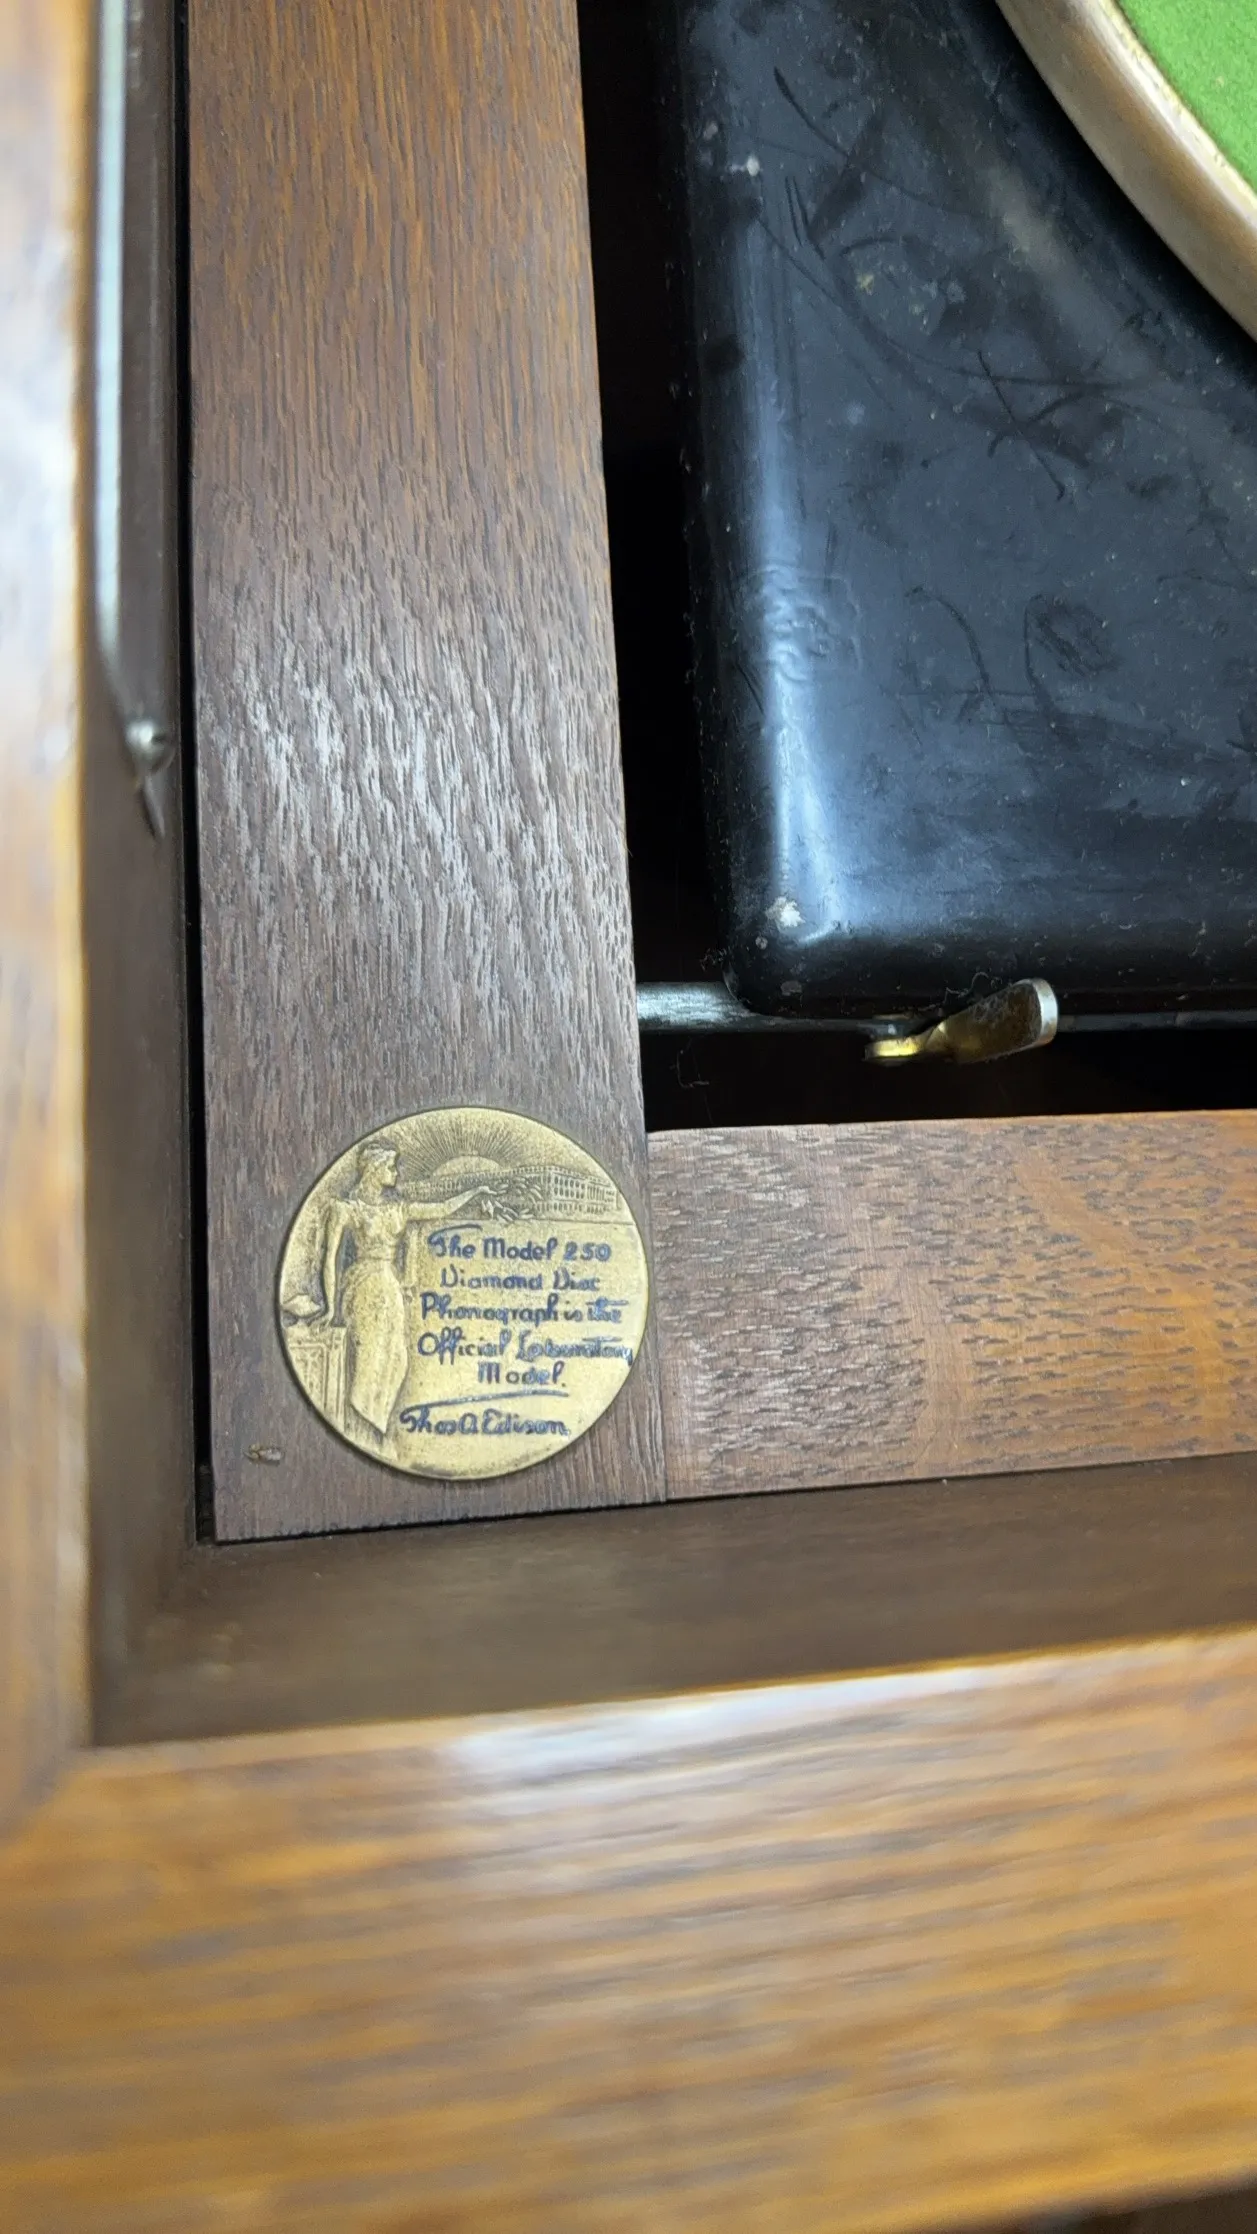 The Model 250
Diamond Disc
Phonograph is the
Official Laboratory
Model.
Thos A Edison